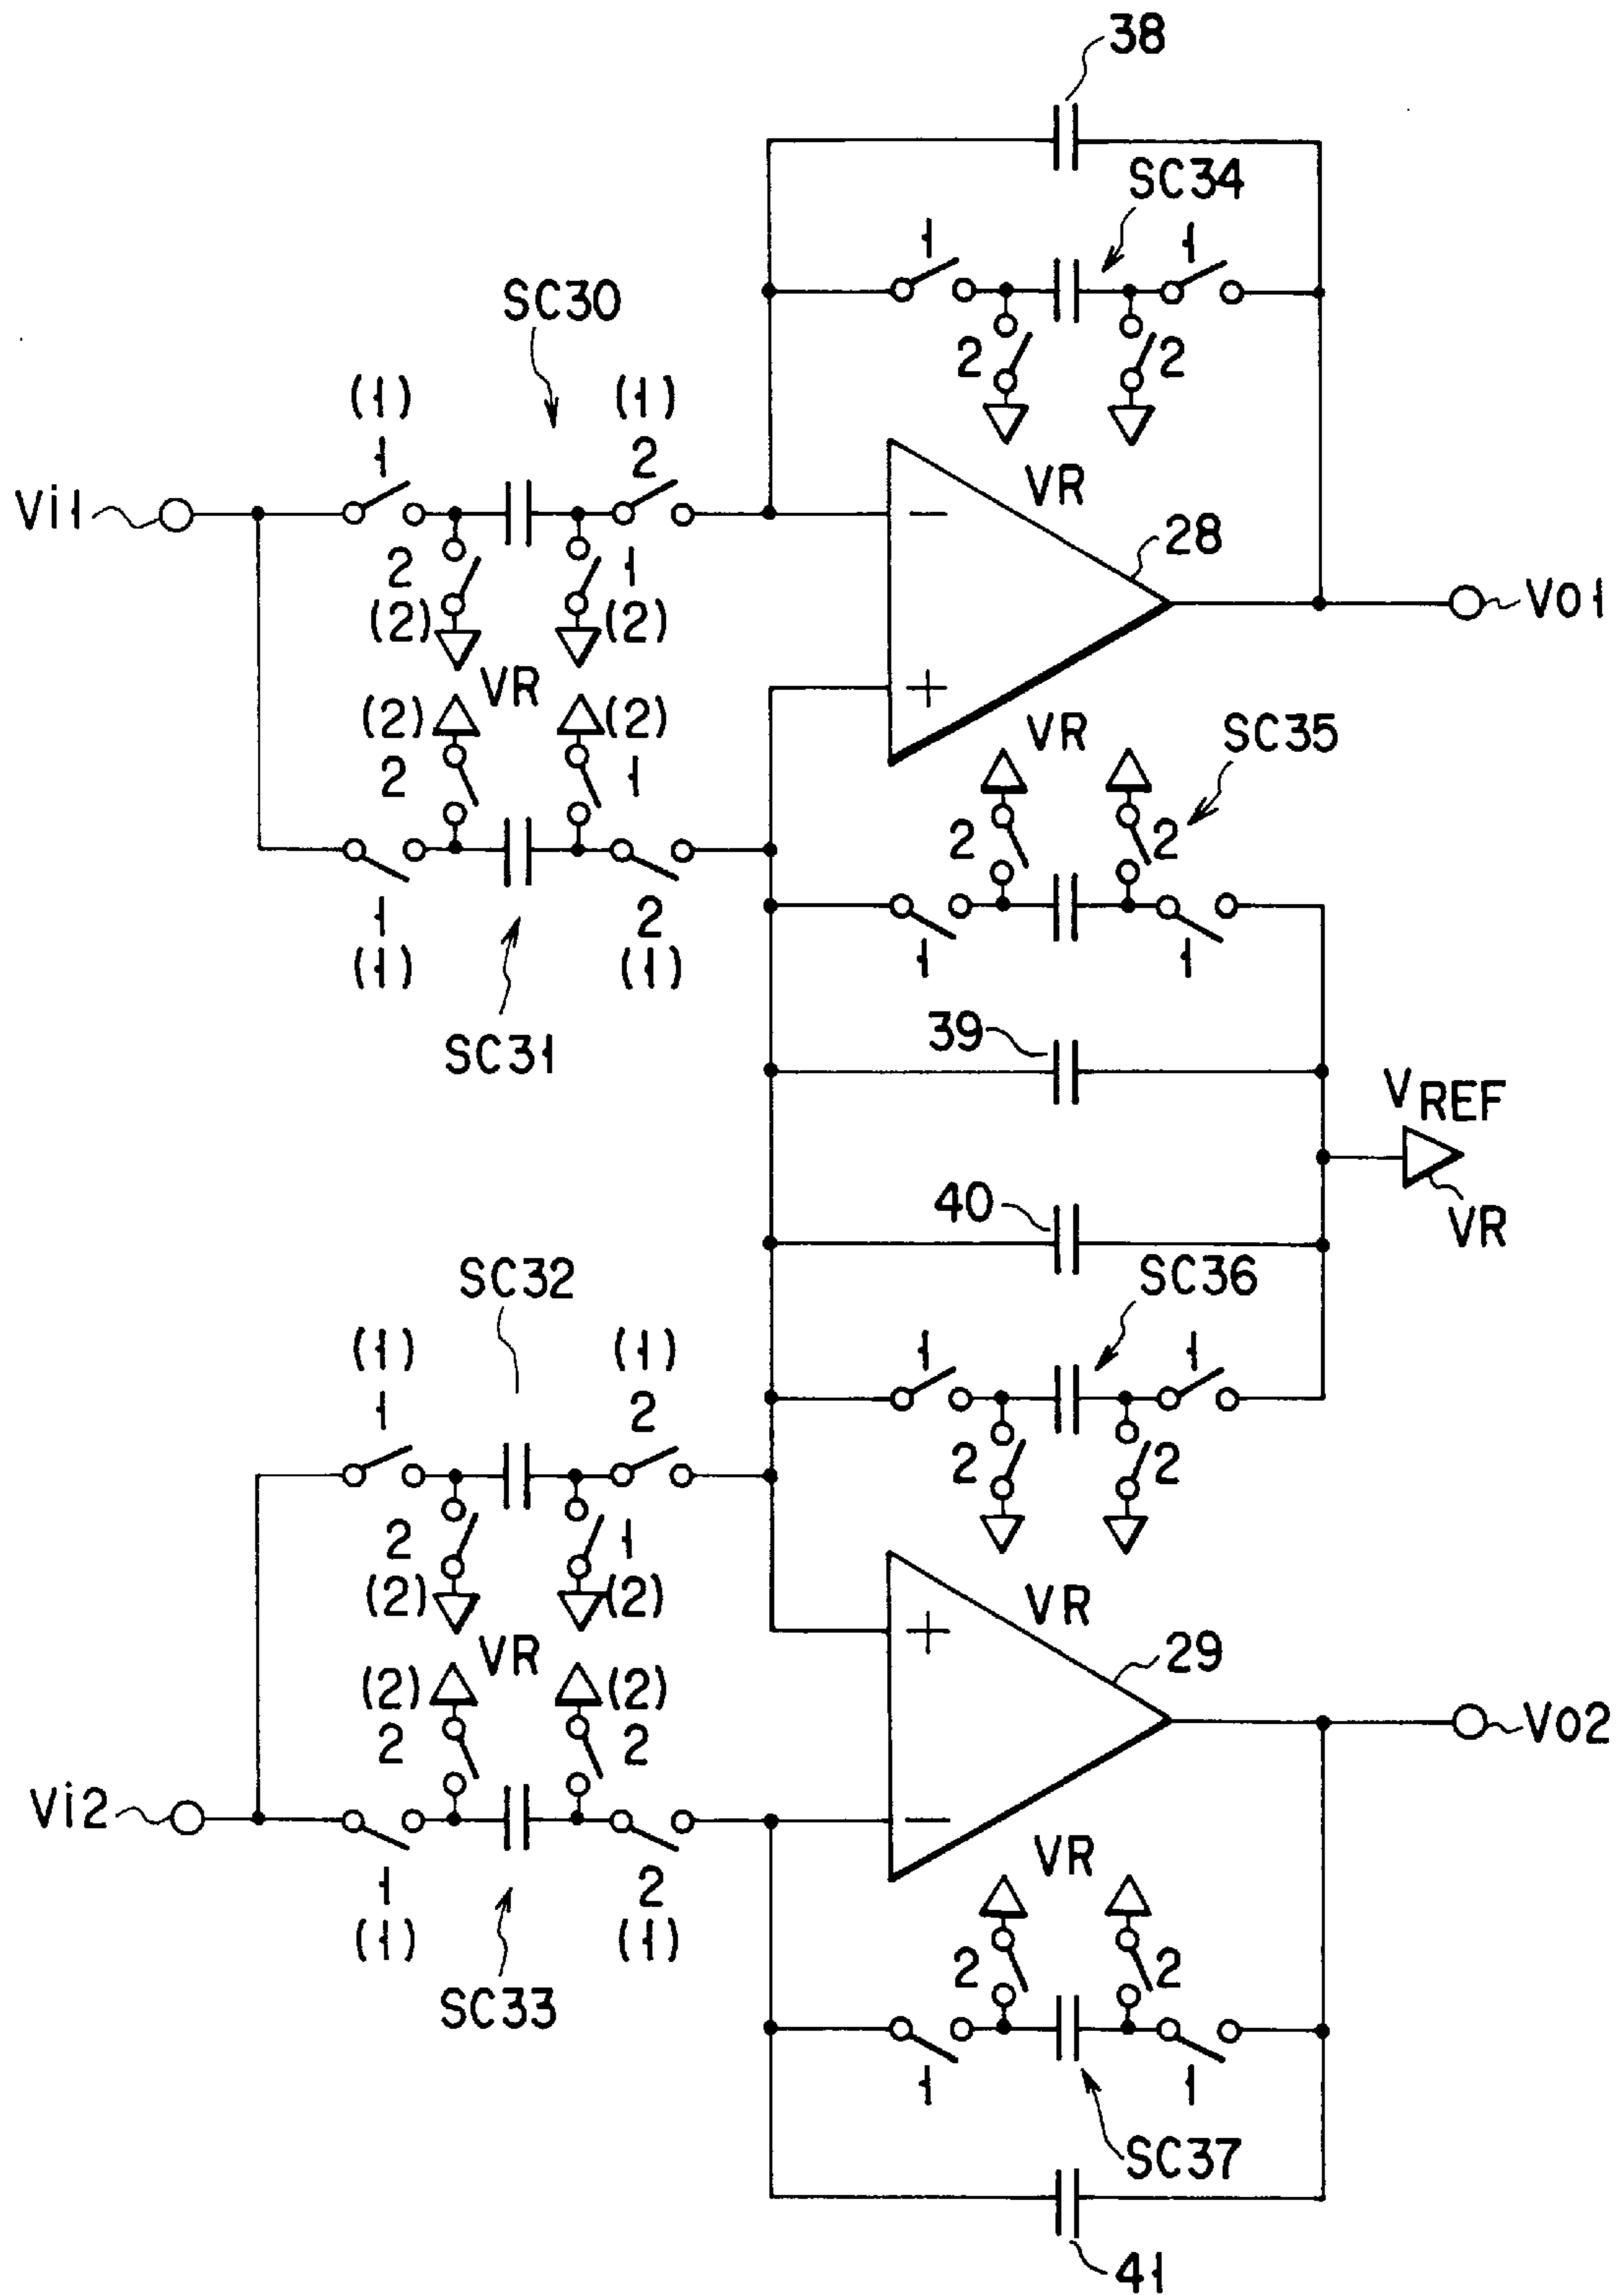 38
SC34
1 1
SC30
2 2
(1) (1)
1 2
VR
Vi1
28
2 1
(2) (2)
Vo1
VR
(2) (2)
VR
SC35
2 1
2 2
1 2
(1) (1)
1 1
39
SC31
VREF
40
VR
SC36
SC32
1 1
(1) (1)
1 2
2 2
2 1
VR
(2) (2)
VR
29
(2) (2)
2 2
Vo2
Vi2
VR
1 2
(1) (1)
2 2
SC33
1 1
SC37
41